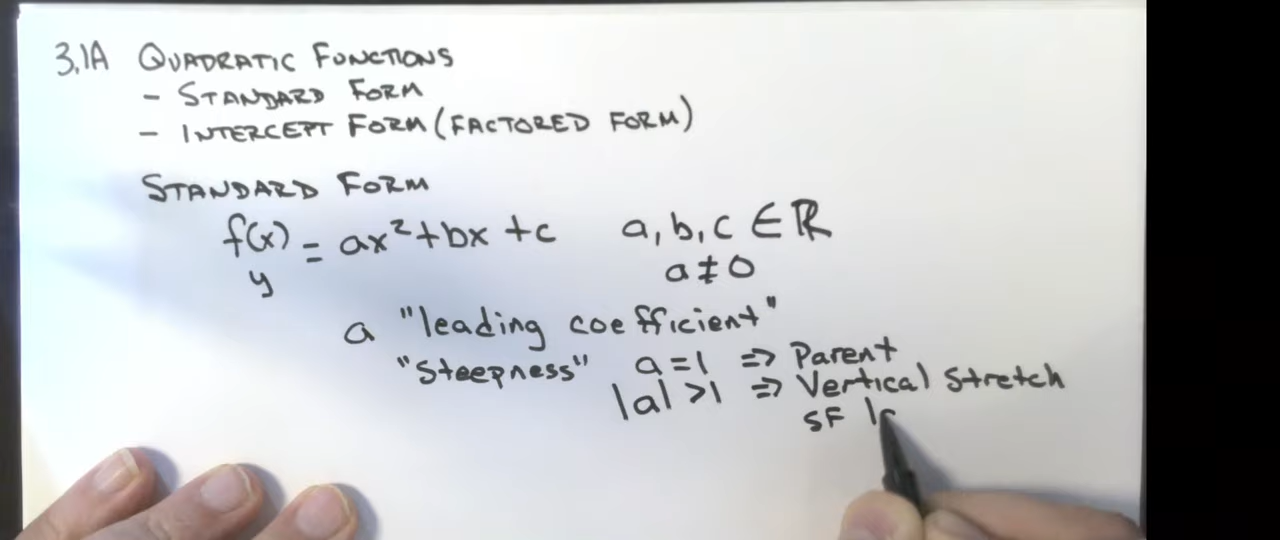 3.1A QUADRATIC FUNCTIONS
- STANDARD FORM
- INTERCEPT FORM (FACTORED FORM)
STANDARD FORM
f(x) = ax²+bx+c a, b, c ∈ ℝ
y a≠0
a "leading coefficient"
"Steepness" a=1 => Parent
|a|>1 => Vertical Stretch
SF